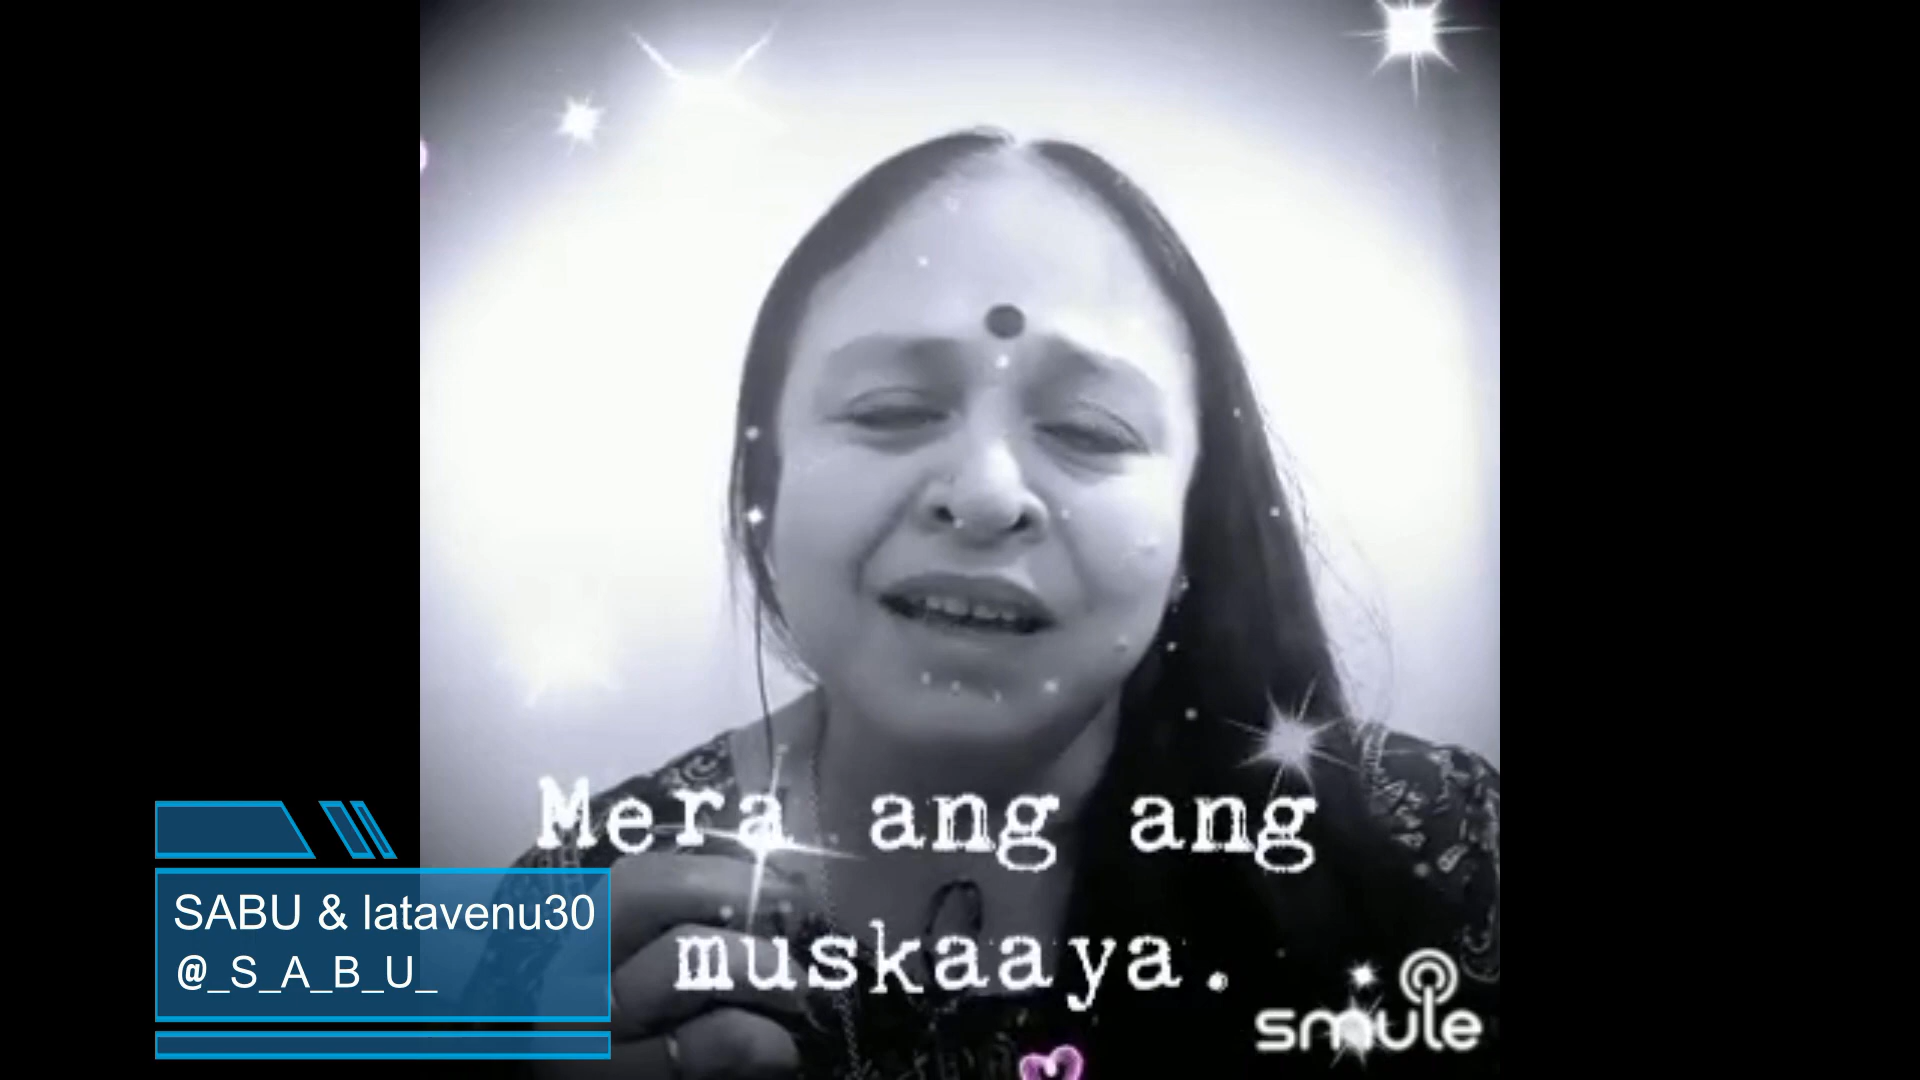 Mera ang ang
muskaaya.
SABU & latavenu30
@_S_A_B_U_
smule